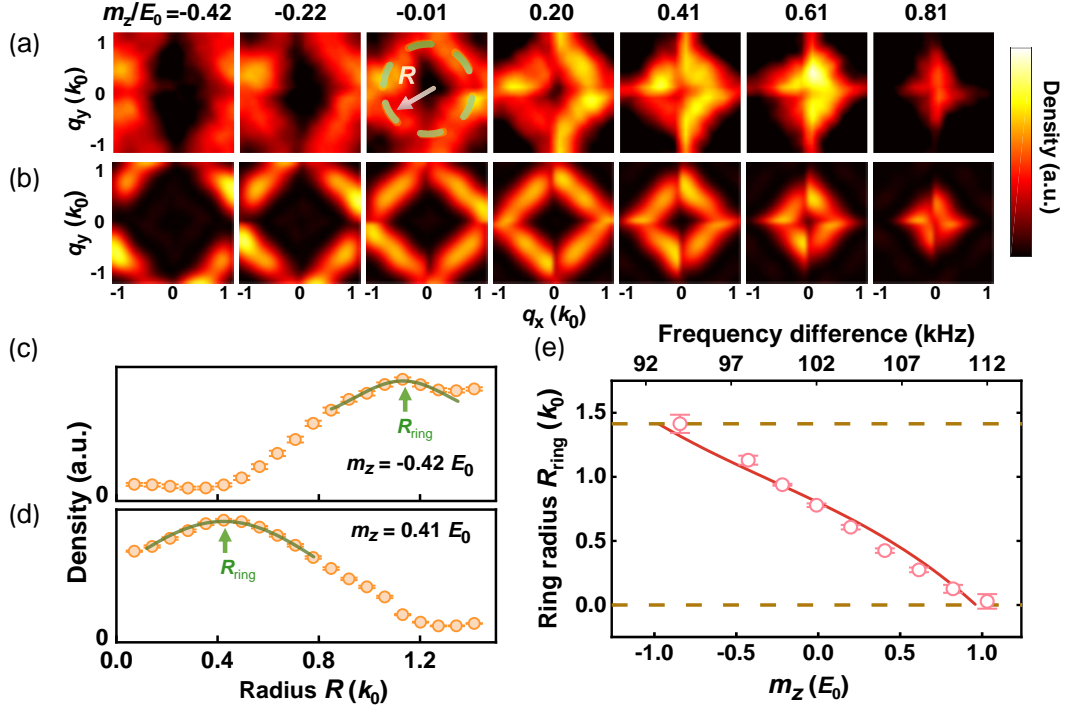 m_z/E_0 = -0.42 -0.22 -0.01 0.20 0.41 0.61 0.81
(a)
q_y (k_0)
1
0
-1
R
(b)
q_y (k_0)
1
0
-1
-1 0 1 -1 0 1 -1 0 1 -1 0 1 -1 0 1 -1 0 1 -1 0 1
q_x (k_0)
Density (a.u.)
(c)
R_ring
m_z = -0.42 E_0
0
(d)
m_z = 0.41 E_0
R_ring
0
Density (a.u.)
0.0 0.4 0.8 1.2
Radius R (k_0)
(e)
Frequency difference (kHz)
92 97 102 107 112
1.5
1.0
0.5
0.0
Ring radius R_ring (k_0)
-1.0 -0.5 0.0 0.5 1.0
m_z (E_0)